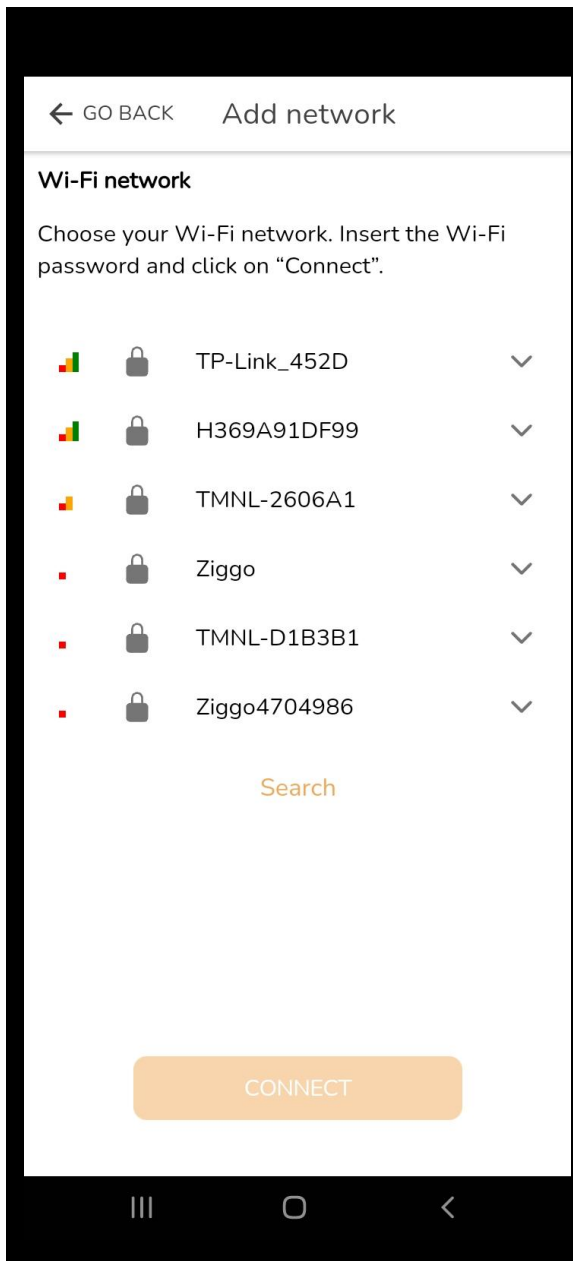 GO BACK Add network
Wi-Fi network
Choose your Wi-Fi network. Insert the Wi-Fi
password and click on “Connect”.
TP-Link_452D
H369A91DF99
TMNL-2606A1
Ziggo
TMNL-D1B3B1
Ziggo4704986
Search
CONNECT